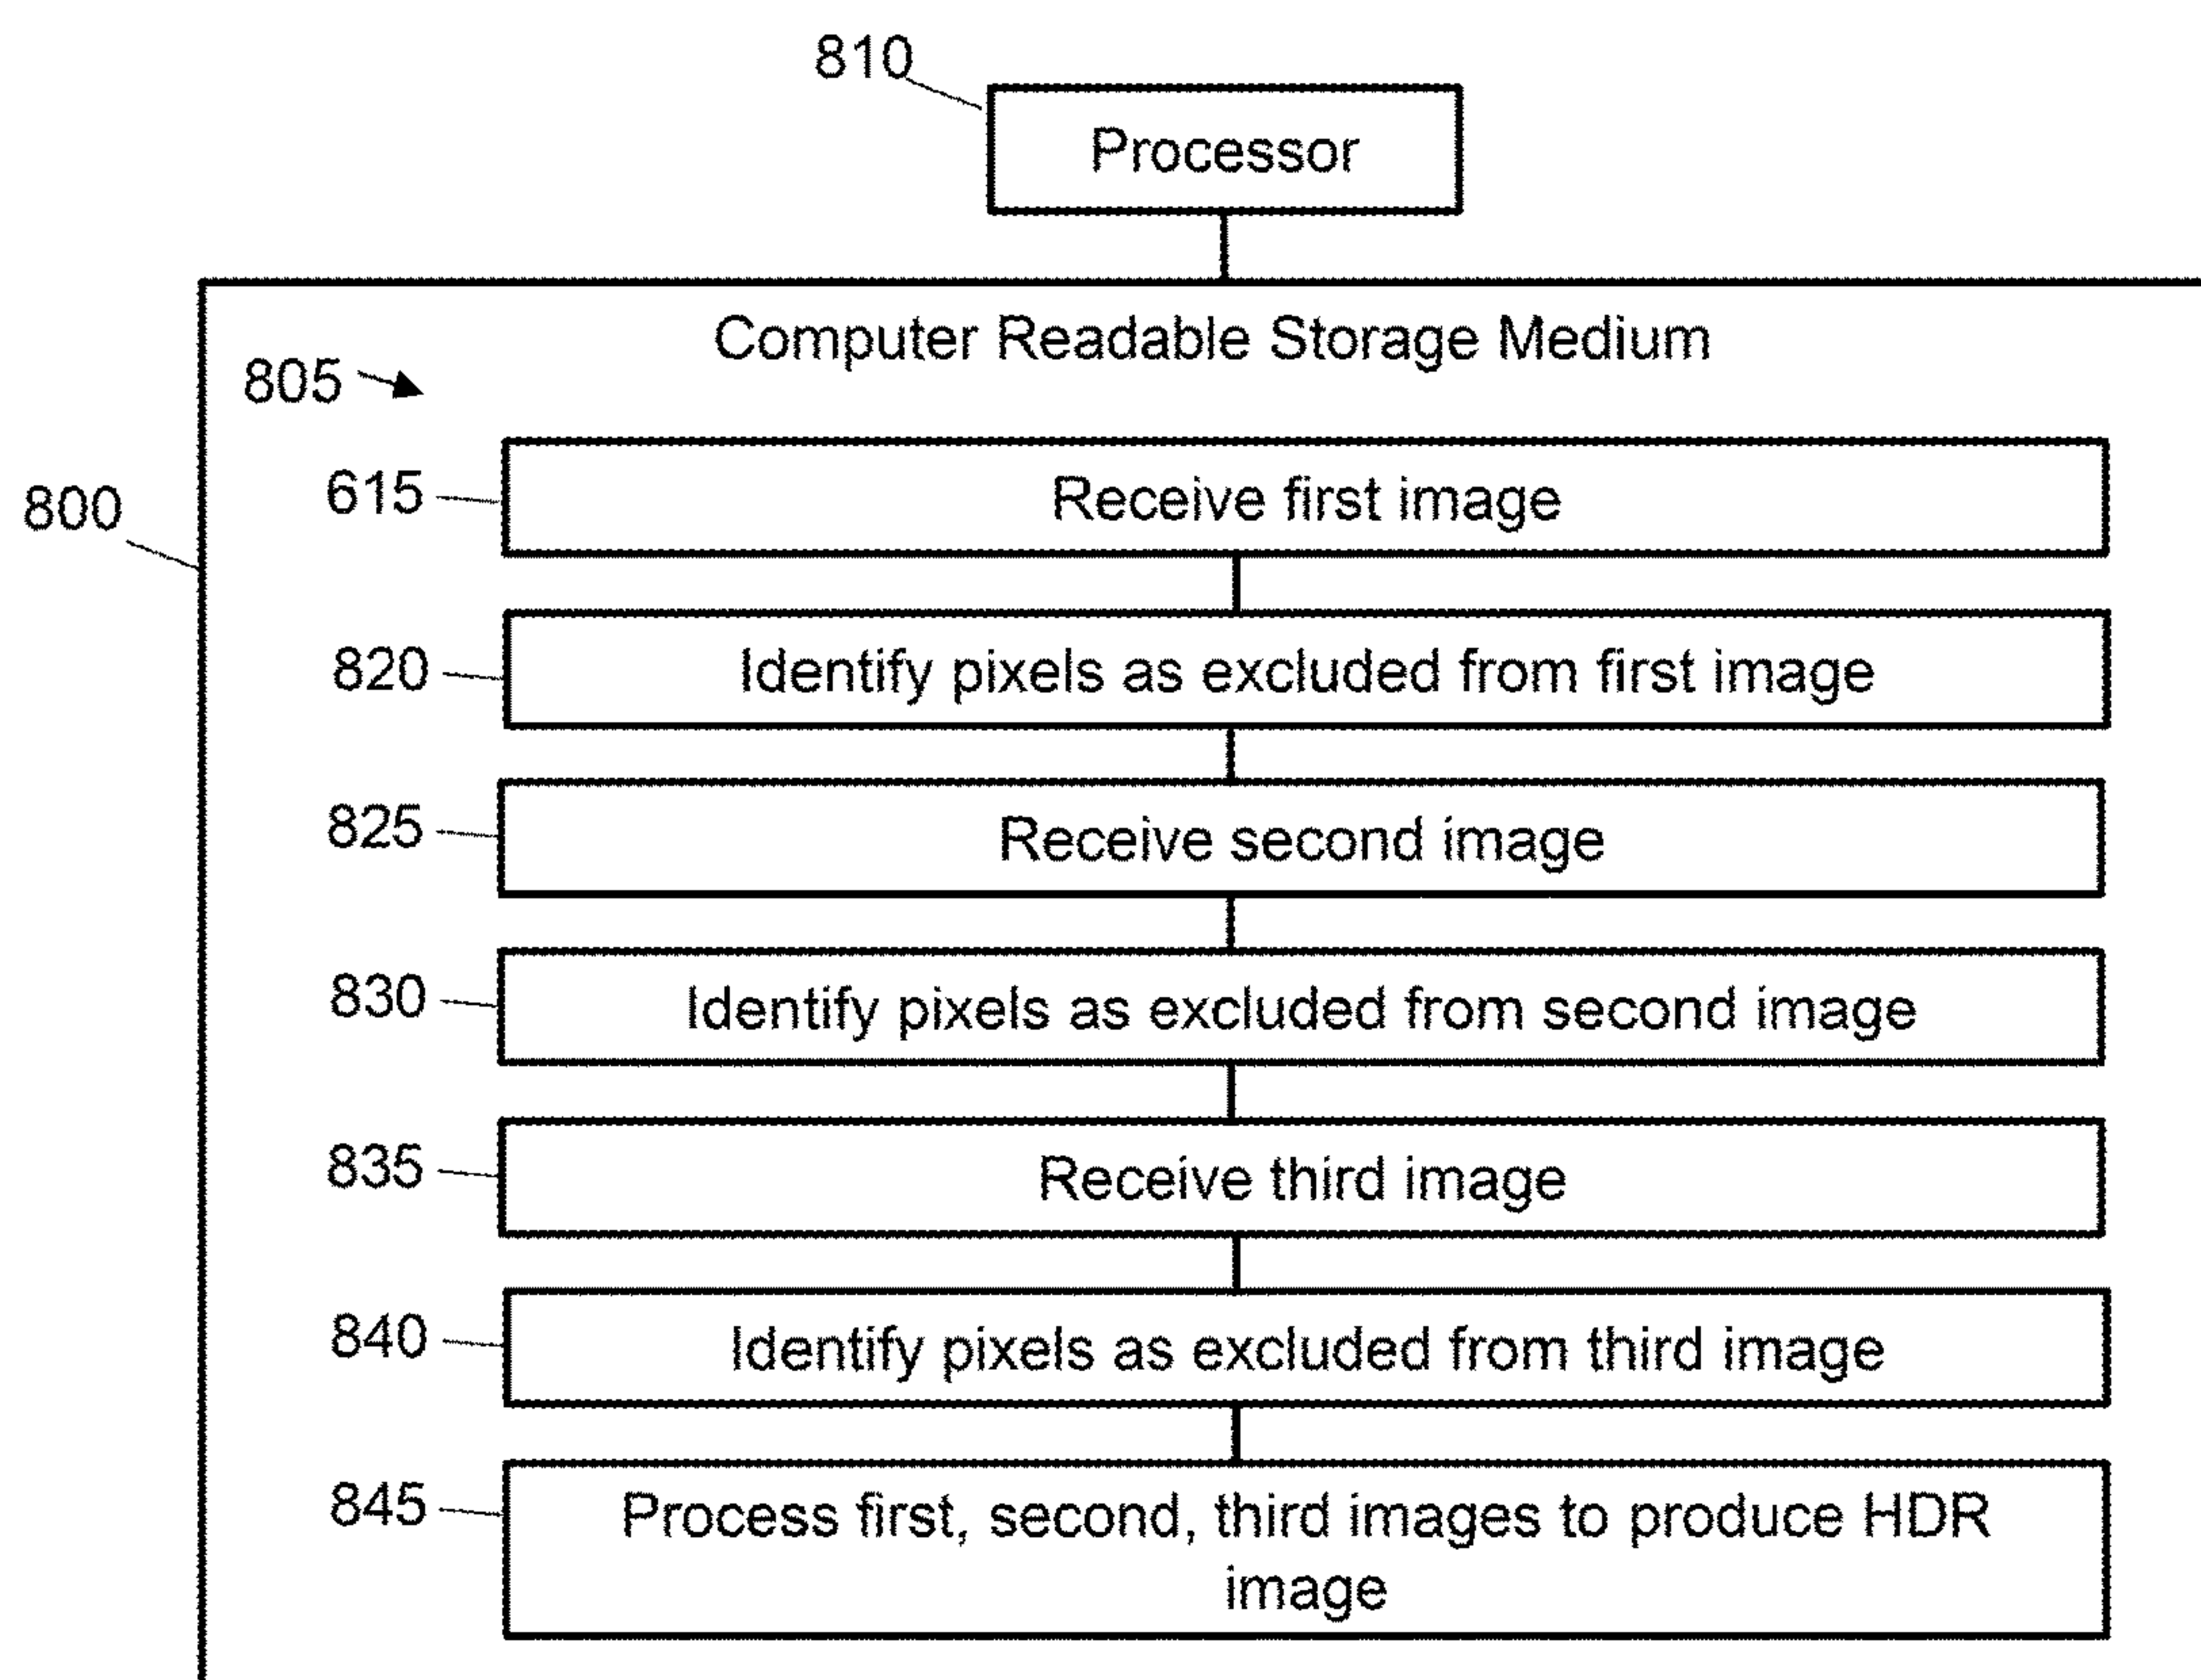 810
Processor
Computer Readable Storage Medium
805
800
615
Receive first image
820
Identify pixels as excluded from first image
825
Receive second image
830
Identify pixels as excluded from second image
835
Receive third image
840
Identify pixels as excluded from third image
845
Process first, second, third images to produce HDR
image